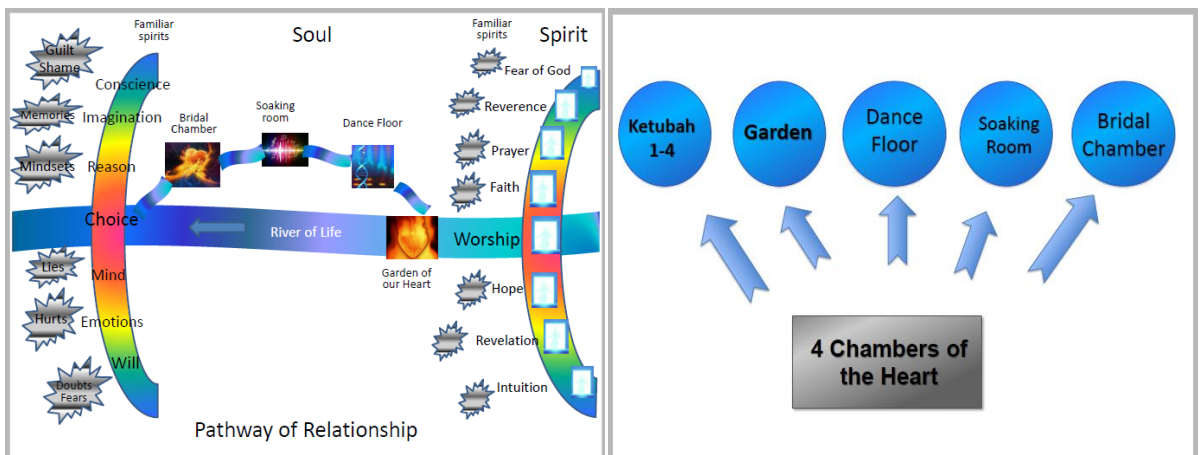 Familiar
spirits
Soul
Familiar
spirits
Spirit
Guilt
Shame
Conscience
Memories
Imagination
Mindsets
Reason
Choice
Lies
Mind
Hurts
Emotions
Will
Doubts
Fears
Bridal
Chamber
Soaking
room
Dance Floor
River of Life
Garden of
our Heart
Fear of God
Reverence
Prayer
Faith
Worship
Hope
Revelation
Intuition
Pathway of Relationship
Ketubah
1-4
Garden
Dance
Floor
Soaking
Room
Bridal
Chamber
4 Chambers of
the Heart